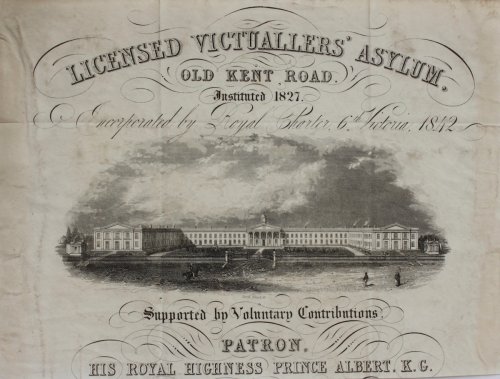 LICENSED VICTUALLERS' ASYLUM,
OLD KENT ROAD.
Instituted 1827.
Incorporated by Royal Charter, 6th Victoria, 1842
Supported by Voluntary Contributions.
PATRON,
HIS ROYAL HIGHNESS PRINCE ALBERT, K.G.